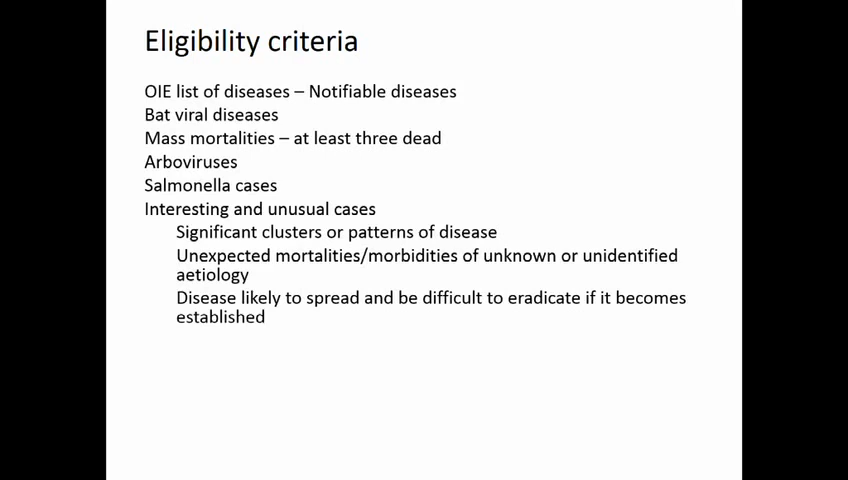 Eligibility criteria
OIE list of diseases – Notifiable diseases
Bat viral diseases
Mass mortalities – at least three dead
Arboviruses
Salmonella cases
Interesting and unusual cases
Significant clusters or patterns of disease
Unexpected mortalities/morbidities of unknown or unidentified
aetiology
Disease likely to spread and be difficult to eradicate if it becomes
established